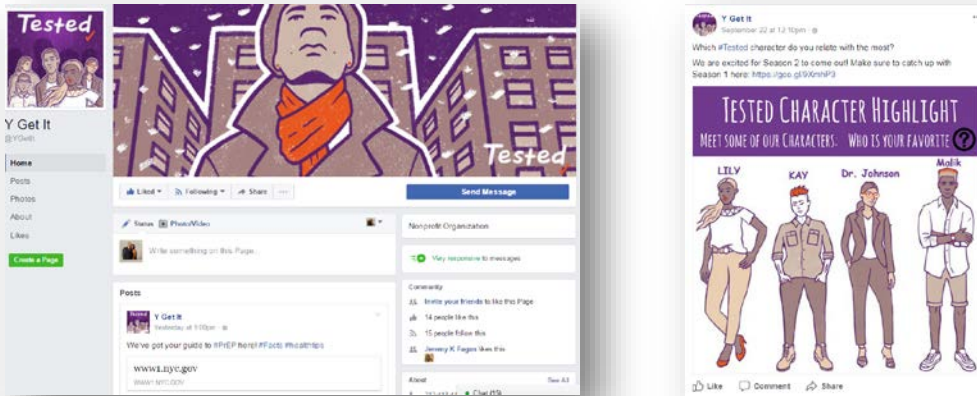 Tested
Y Get It
Home
Posts
Photos
About
Likes
Create a Page
Tested
Liked
Following
Share
Send Message
Status
Photo/Video
Write something on this Page...
Posts
Y Get It
Yesterday at 1:00pm
We've got your guide to #PrEP here! #Facts #healthtips
www1.nyc.gov
WWW1.NYC.GOV
Nonprofit Organization
Very responsive to messages
Community
Invite your friends to like this Page
14 people like this
15 people follow this
Jeremy K Fagan likes this
About
See All
Chat (15)
Y Get It
September 22 at 12:10pm
Which #Tested character do you relate with the most?
We are excited for Season 2 to come out! Make sure to catch up with
Season 1 here:
TESTED CHARACTER HIGHLIGHT
MEET SOME OF OUR CHARACTERS: WHO IS YOUR FAVORITE ?
LILY
KAY
Dr. Johnson
Malik
Like
Comment
Share